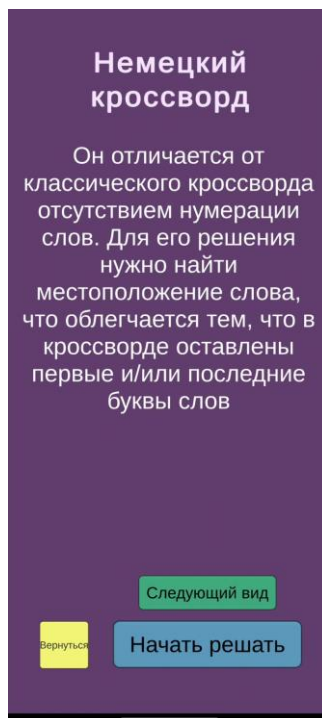 Немецкий
кроссворд
Он отличается от
классического кроссворда
отсутствием нумерации
слов. Для его решения
нужно найти
местоположение слова,
что облегчается тем, что в
кроссворде оставлены
первые и/или последние
буквы слов
Следующий вид
Вернуться
Начать решать